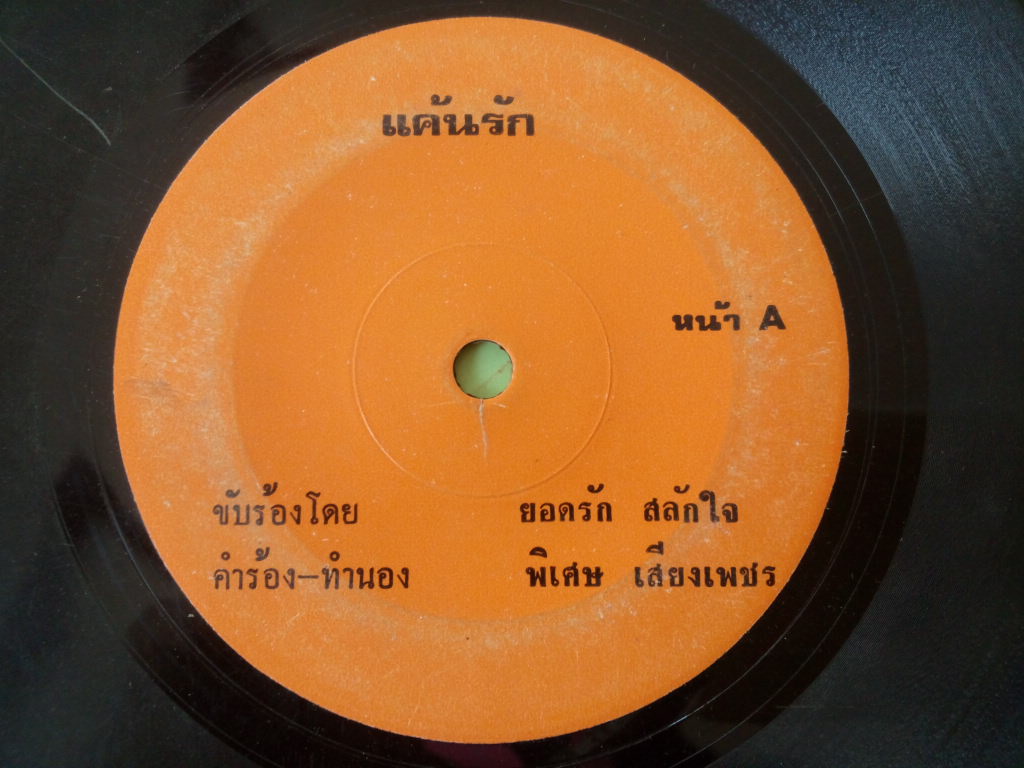 แค้นรัก
หน้า A
ขับร้องโดย ยอดรัก สลักใจ
คำร้อง–ทำนอง พิเศษ เสียงเพชร